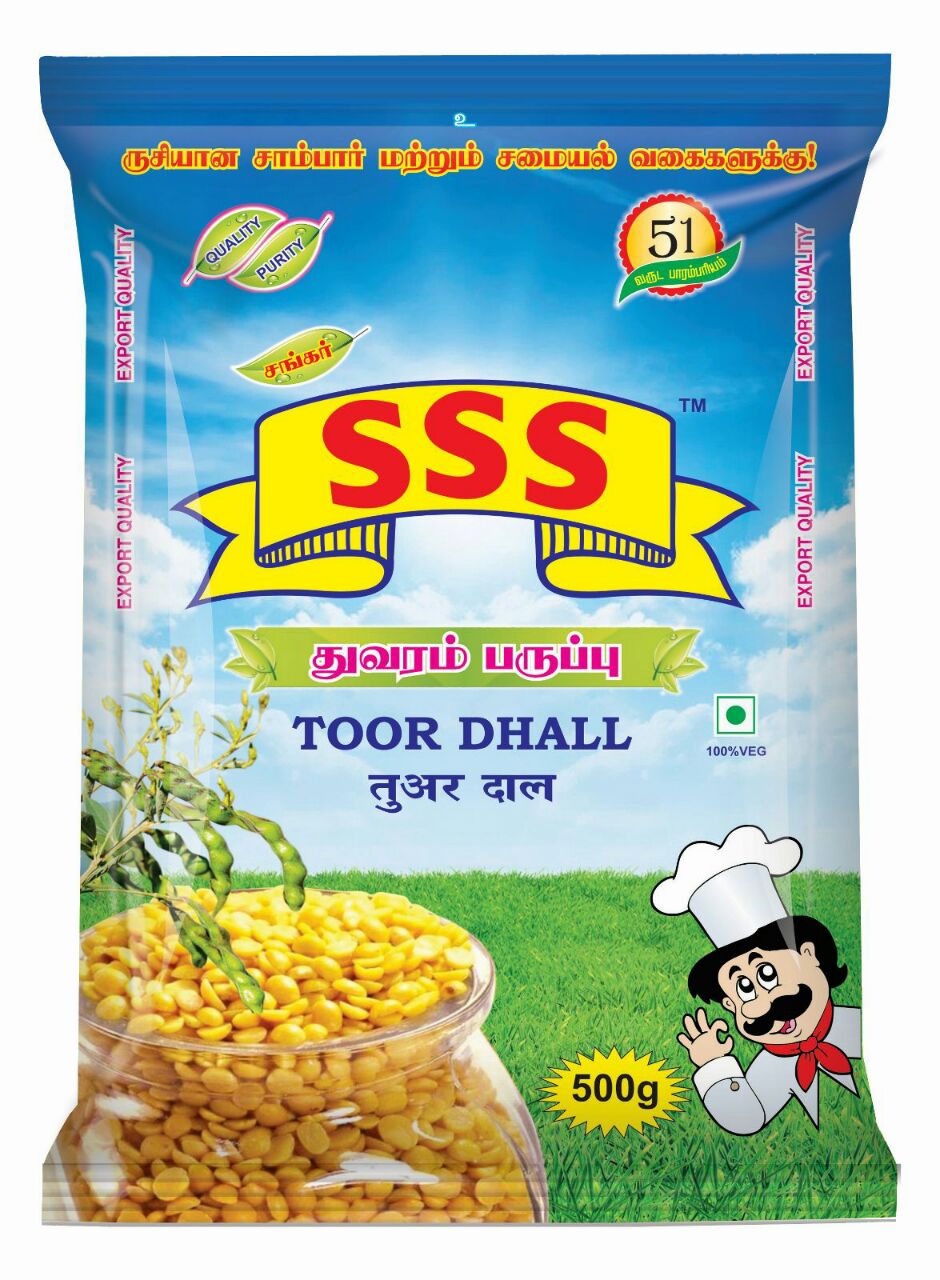 உ
ருசியான சாம்பார் மற்றும் சமையல் வகைகளுக்கு!
QUALITY
PURITY
51
வருட பாரம்பரியம்
EXPORT QUALITY
EXPORT QUALITY
சங்கர்
SSS
TM
EXPORT QUALITY
EXPORT QUALITY
துவரம் பருப்பு
TOOR DHALL
तुअर दाल
100%VEG
500g